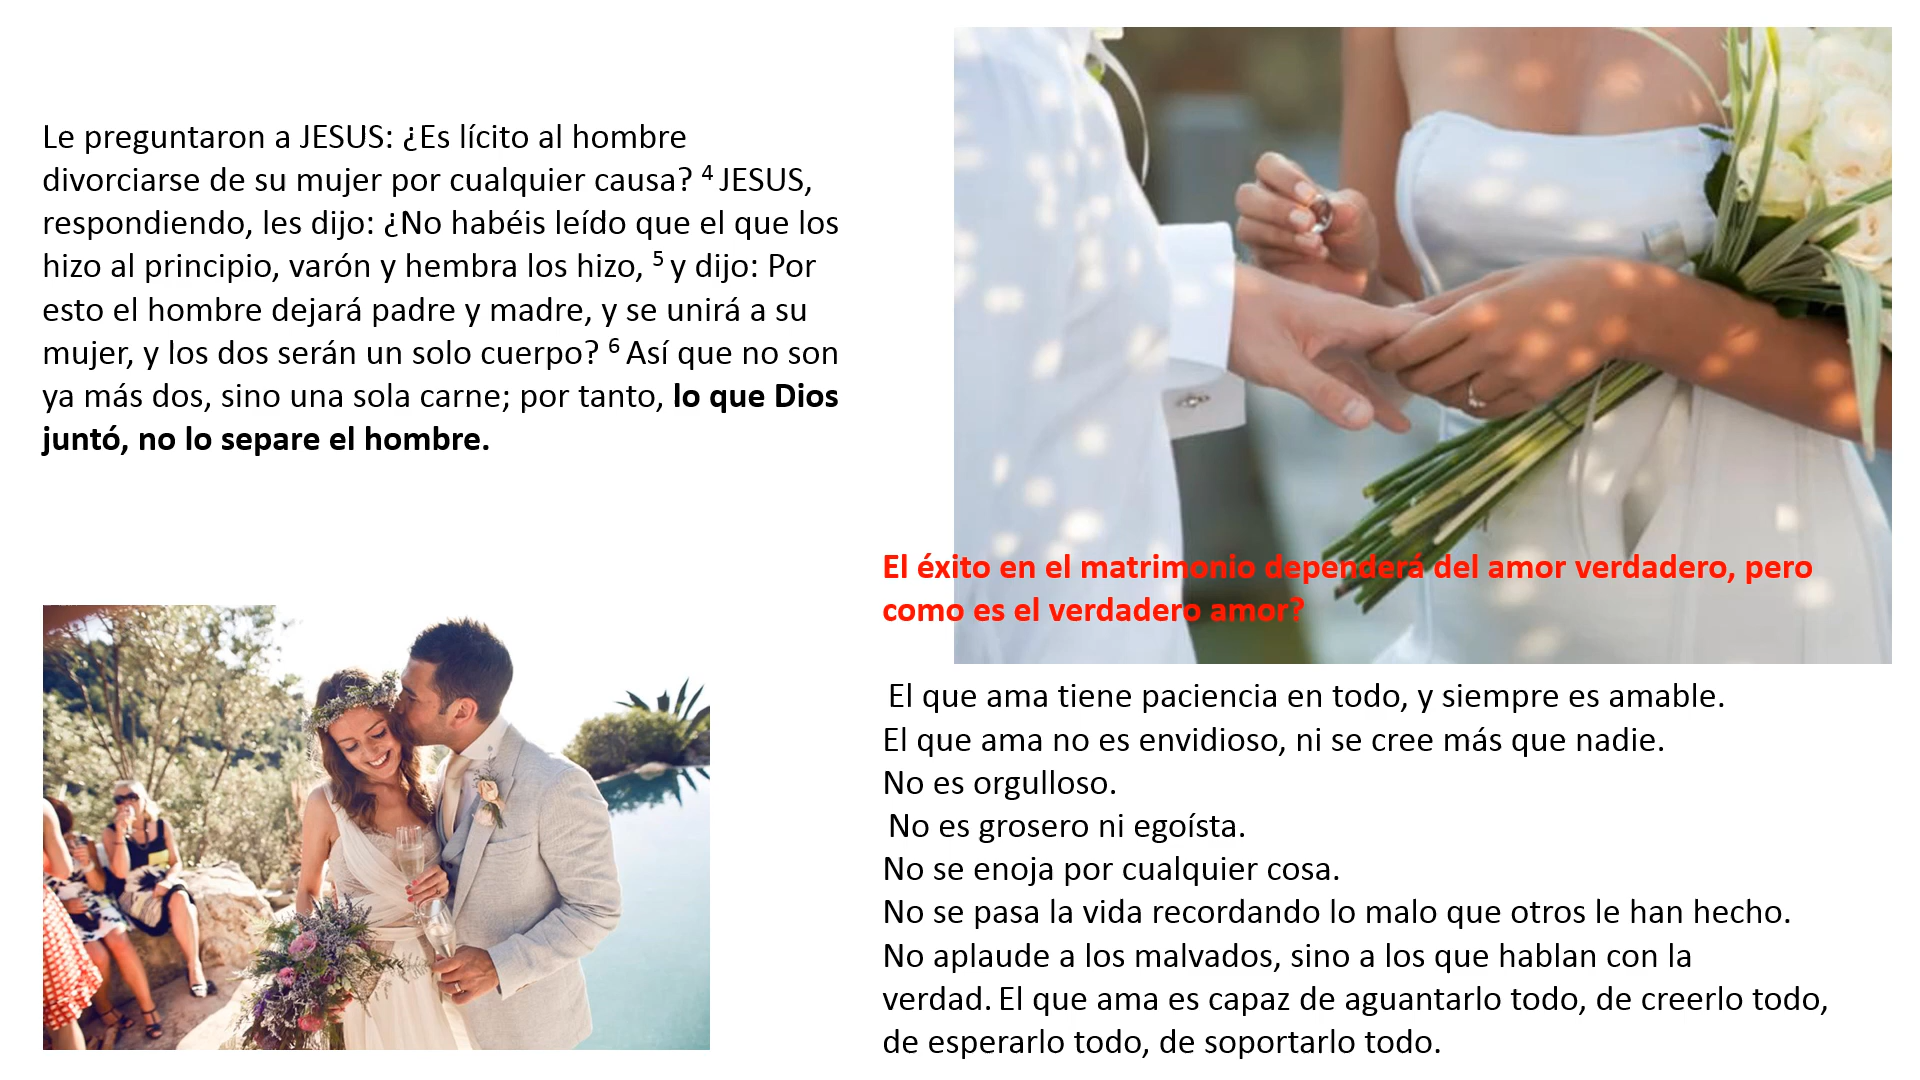 Le preguntaron a JESUS: ¿Es lícito al hombre
divorciarse de su mujer por cualquier causa? 4 JESUS,
respondiendo, les dijo: ¿No habéis leído que el que los
hizo al principio, varón y hembra los hizo, 5 y dijo: Por
esto el hombre dejará padre y madre, y se unirá a su
mujer, y los dos serán un solo cuerpo? 6 Así que no son
ya más dos, sino una sola carne; por tanto, lo que Dios
juntó, no lo separe el hombre.
El éxito en el matrimonio dependerá del amor verdadero, pero
como es el verdadero amor?
El que ama tiene paciencia en todo, y siempre es amable.
El que ama no es envidioso, ni se cree más que nadie.
No es orgulloso.
No es grosero ni egoísta.
No se enoja por cualquier cosa.
No se pasa la vida recordando lo malo que otros le han hecho.
No aplaude a los malvados, sino a los que hablan con la
verdad. El que ama es capaz de aguantarlo todo, de creerlo todo,
de esperarlo todo, de soportarlo todo.